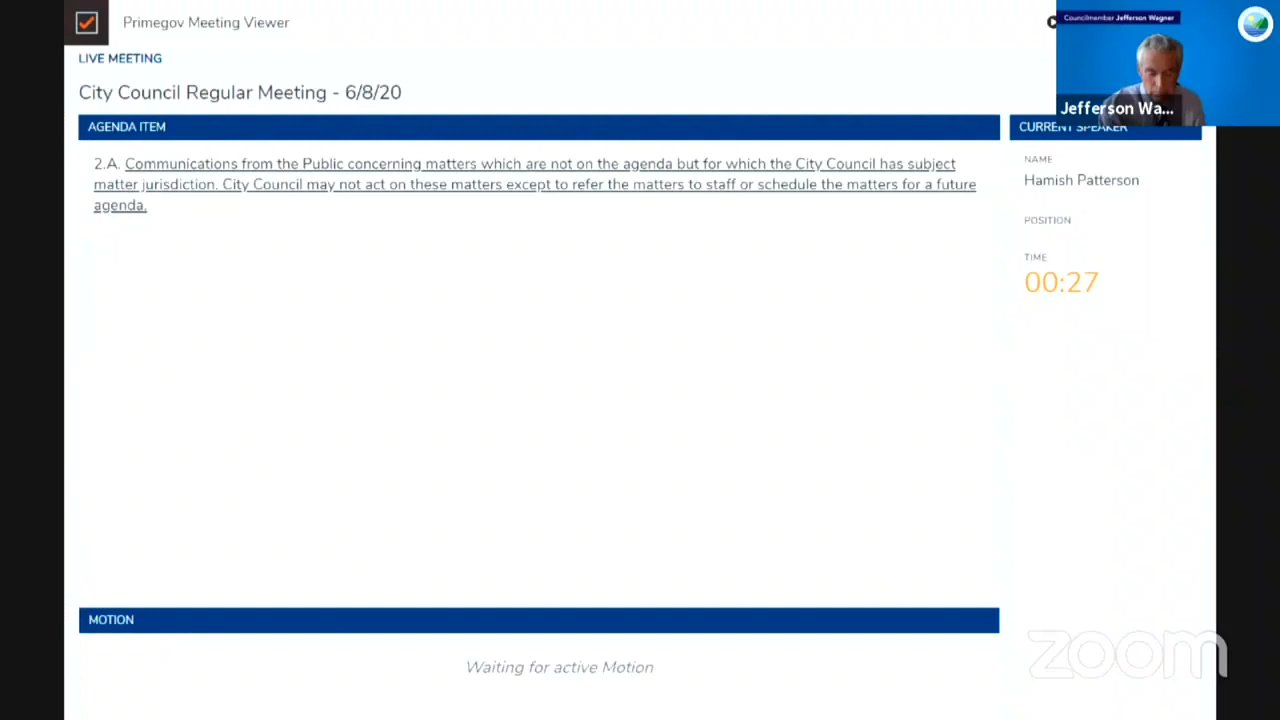 Primegov Meeting Viewer
Councilmember Jefferson Wagner
Jefferson Wa...
LIVE MEETING
City Council Regular Meeting - 6/8/20
AGENDA ITEM
CURRENT SPEAKER
2.A. Communications from the Public concerning matters which are not on the agenda but for which the City Council has subject
matter jurisdiction. City Council may not act on these matters except to refer the matters to staff or schedule the matters for a future
agenda.
NAME
Hamish Patterson
POSITION
TIME
00:27
MOTION
Waiting for active Motion
zoom